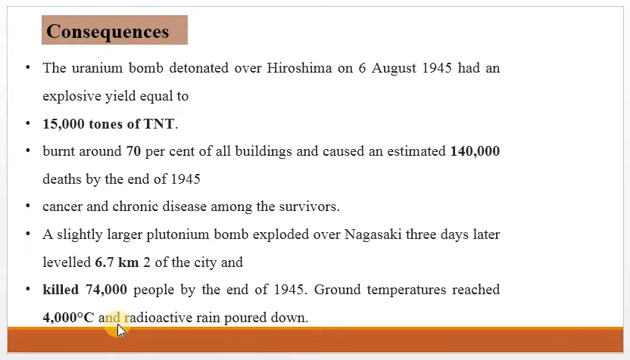 Consequences
• The uranium bomb detonated over Hiroshima on 6 August 1945 had an
explosive yield equal to
• 15,000 tones of TNT.
• burnt around 70 per cent of all buildings and caused an estimated 140,000
deaths by the end of 1945
• cancer and chronic disease among the survivors.
• A slightly larger plutonium bomb exploded over Nagasaki three days later
levelled 6.7 km 2 of the city and
• killed 74,000 people by the end of 1945. Ground temperatures reached
4,000°C and radioactive rain poured down.